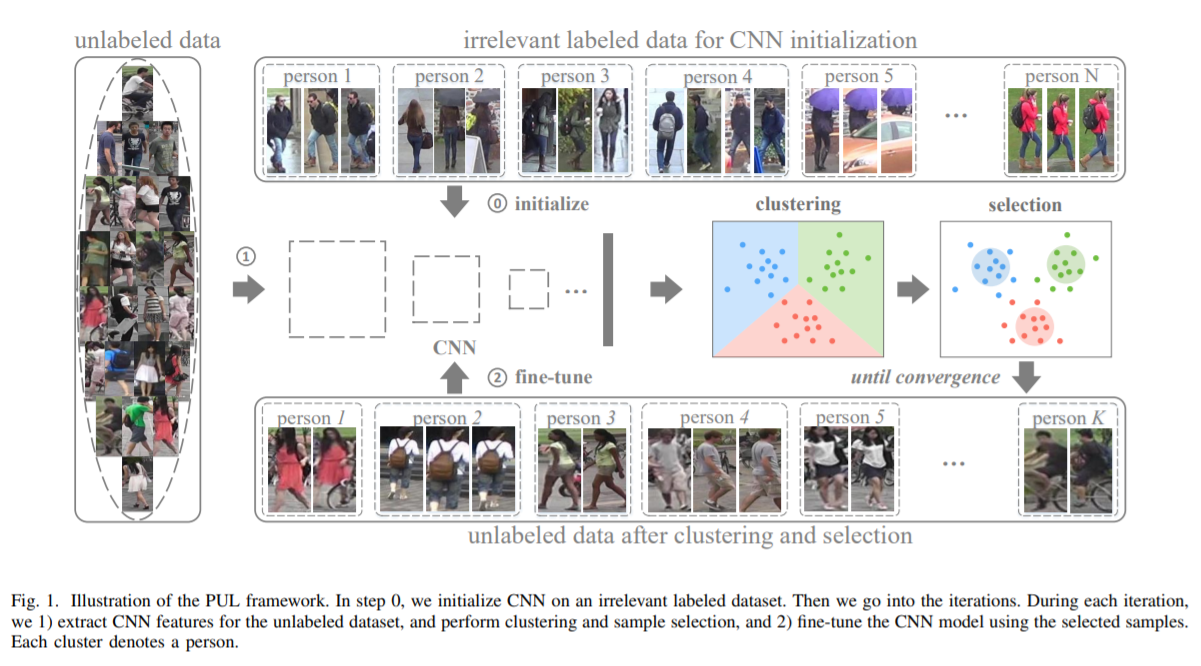 unlabeled data
irrelevant labeled data for CNN initialization
person 1
person 2
person 3
person 4
person 5
person N
...
⓪ initialize
clustering
selection
①
...
CNN
② fine-tune
until convergence
person 1
person 2
person 3
person 4
person 5
person K
...
unlabeled data after clustering and selection
Fig. 1. Illustration of the PUL framework. In step 0, we initialize CNN on an irrelevant labeled dataset. Then we go into the iterations. During each iteration,
we 1) extract CNN features for the unlabeled dataset, and perform clustering and sample selection, and 2) fine-tune the CNN model using the selected samples.
Each cluster denotes a person.